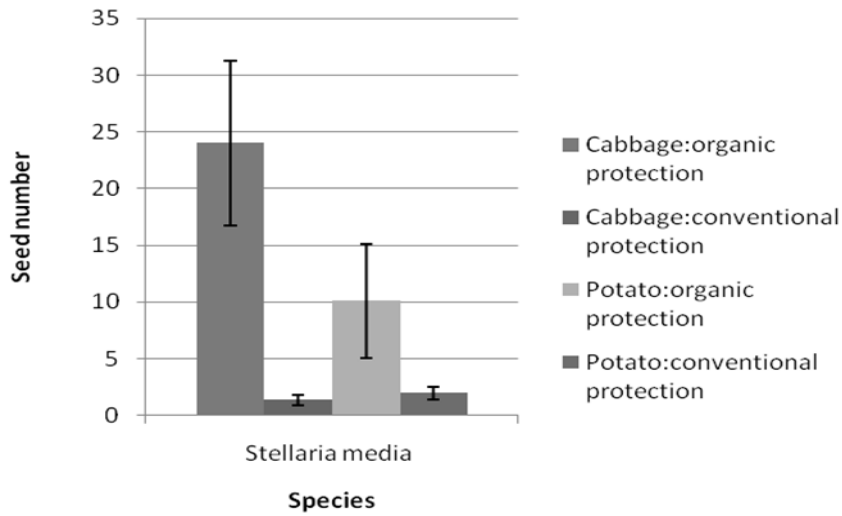 35
30
25
20
15
10
5
0
Seed number
Stellaria media
Species
Cabbage:organic
protection
Cabbage:conventional
protection
Potato:organic
protection
Potato:conventional
protection